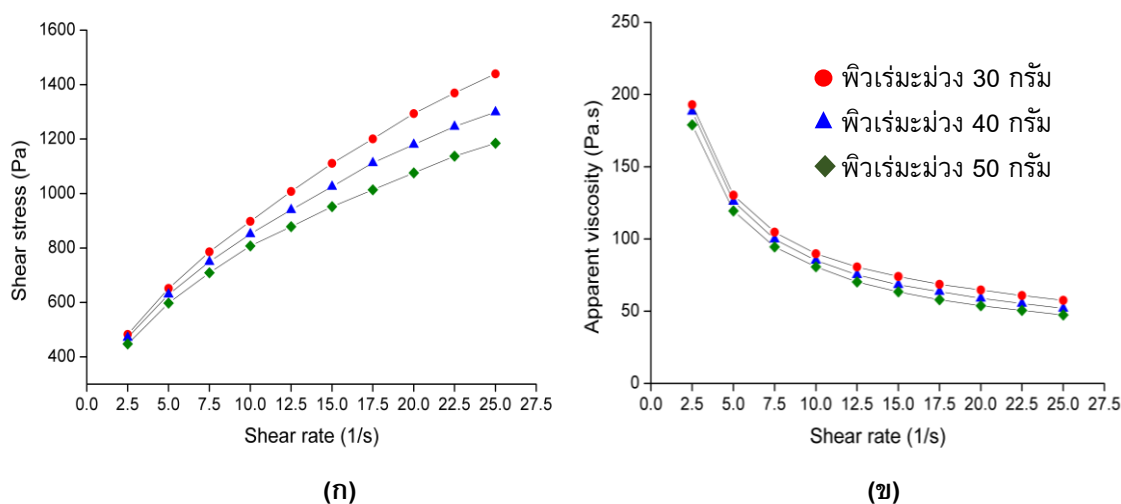 1600
1400
1200
1000
800
600
400
Shear stress (Pa)
0.0 2.5 5.0 7.5 10.0 12.5 15.0 17.5 20.0 22.5 25.0 27.5
Shear rate (1/s)
(ก)
250
200
150
100
50
0
Apparent viscosity (Pa.s)
พิวเร่มะม่วง 30 กรัม
พิวเร่มะม่วง 40 กรัม
พิวเร่มะม่วง 50 กรัม
0.0 2.5 5.0 7.5 10.0 12.5 15.0 17.5 20.0 22.5 25.0 27.5
Shear rate (1/s)
(ข)